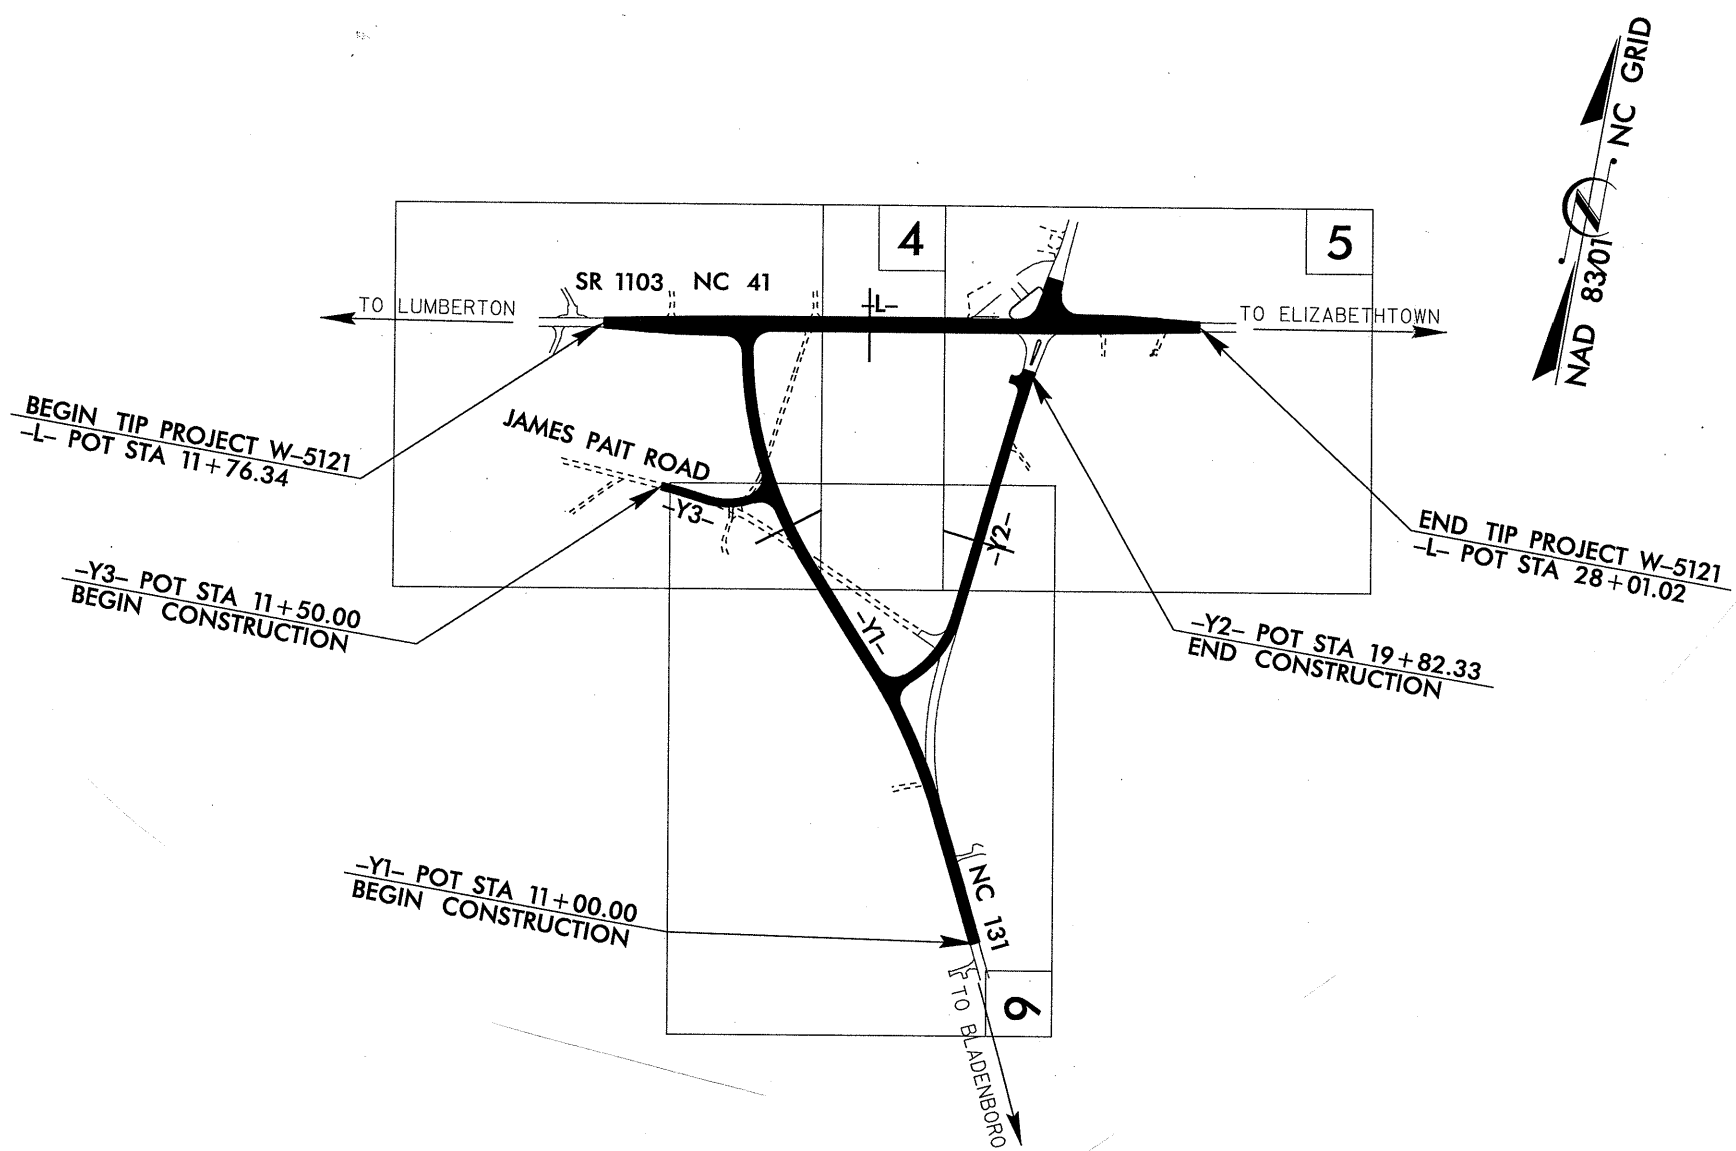 NC GRID
NAD 83/01
4
5
SR 1103 NC 41
–L–
TO LUMBERTON
TO ELIZABETHTOWN
BEGIN TIP PROJECT W–5121
–L– POT STA 11+76.34
JAMES PAIT ROAD
–Y3–
–Y2–
END TIP PROJECT W–5121
–L– POT STA 28+01.02
–Y3– POT STA 11+50.00
BEGIN CONSTRUCTION
–Y1–
–Y2– POT STA 19+82.33
END CONSTRUCTION
–Y1– POT STA 11+00.00
BEGIN CONSTRUCTION
NC 131
6
TO BLADENBORO